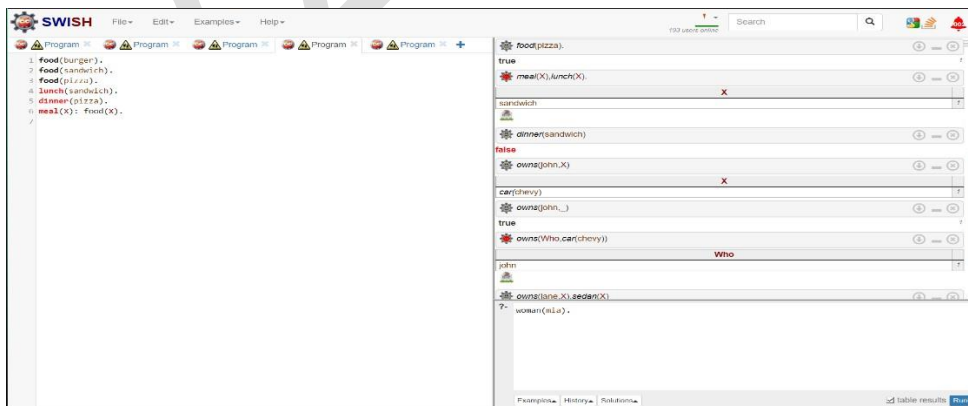 SWISH File Edit Examples Help Search
Program Program Program Program Program
1 food(burger).
2 food(sandwich).
3 food(pizza).
4 lunch(sandwich).
5 dinner(pizza).
6 meal(X): food(X).
7
food(pizza).
true
meal(X),lunch(X).
X
sandwich
dinner(sandwich)
false
owns(john,X)
X
car(chevy)
owns(john,_)
true
owns(Who,car(chevy))
Who
john
owns(jane,X),sedan(X)
?- woman(mia).
Examples History Solutions table results Run